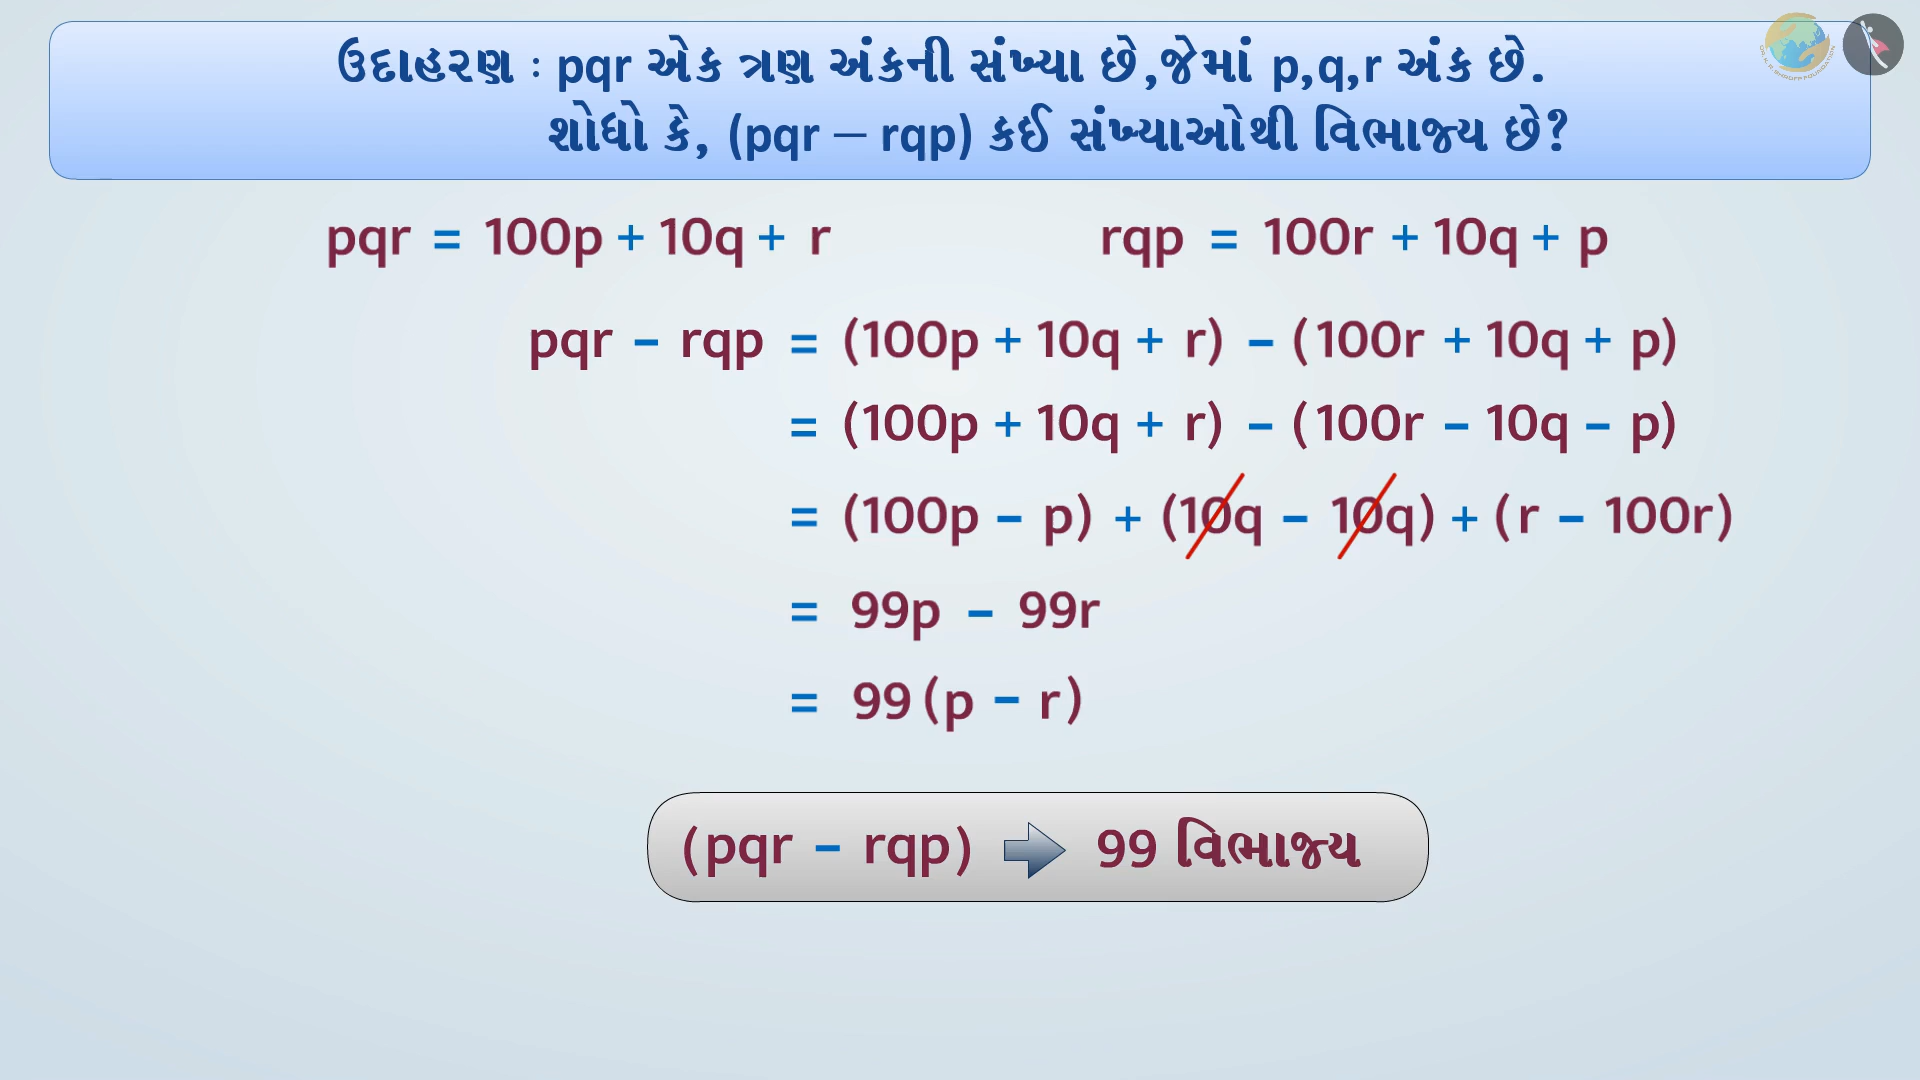 ઉદાહરણ : pqr એક ત્રણ અંકની સંખ્યા છે,જેમાં p,q,r અંક છે.
શોધો કે, (pqr – rqp) કઈ સંખ્યાઓથી વિભાજ્ય છે?
pqr = 100p + 10q + r
rqp = 100r + 10q + p
pqr – rqp = (100p + 10q + r) – (100r + 10q + p)
= (100p + 10q + r) – (100r – 10q – p)
= (100p – p) + (10q – 10q) + (r – 100r)
= 99p – 99r
= 99(p – r)
(pqr – rqp) ➡ 99 વિભાજ્ય